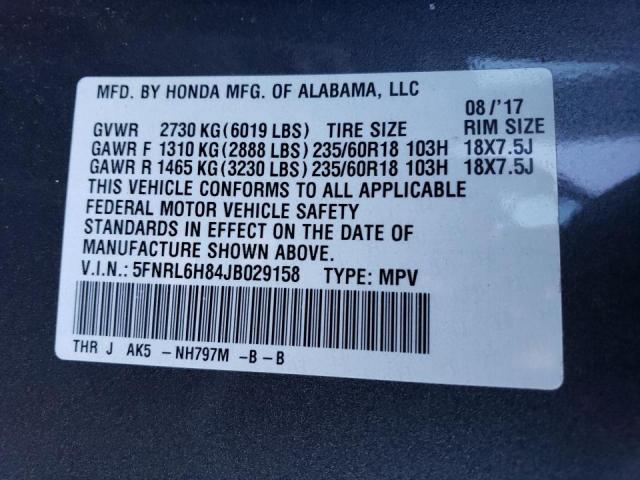 MFD. BY HONDA MFG. OF ALABAMA, LLC
08/'17
GVWR 2730 KG (6019 LBS) TIRE SIZE RIM SIZE
GAWR F 1310 KG (2888 LBS) 235/60R18 103H 18X7.5J
GAWR R 1465 KG (3230 LBS) 235/60R18 103H 18X7.5J
THIS VEHICLE CONFORMS TO ALL APPLICABLE
FEDERAL MOTOR VEHICLE SAFETY
STANDARDS IN EFFECT ON THE DATE OF
MANUFACTURE SHOWN ABOVE.
V.I.N.: 5FNRL6H84JB029158 TYPE: MPV
THR J AK5 -NH797M -B-B